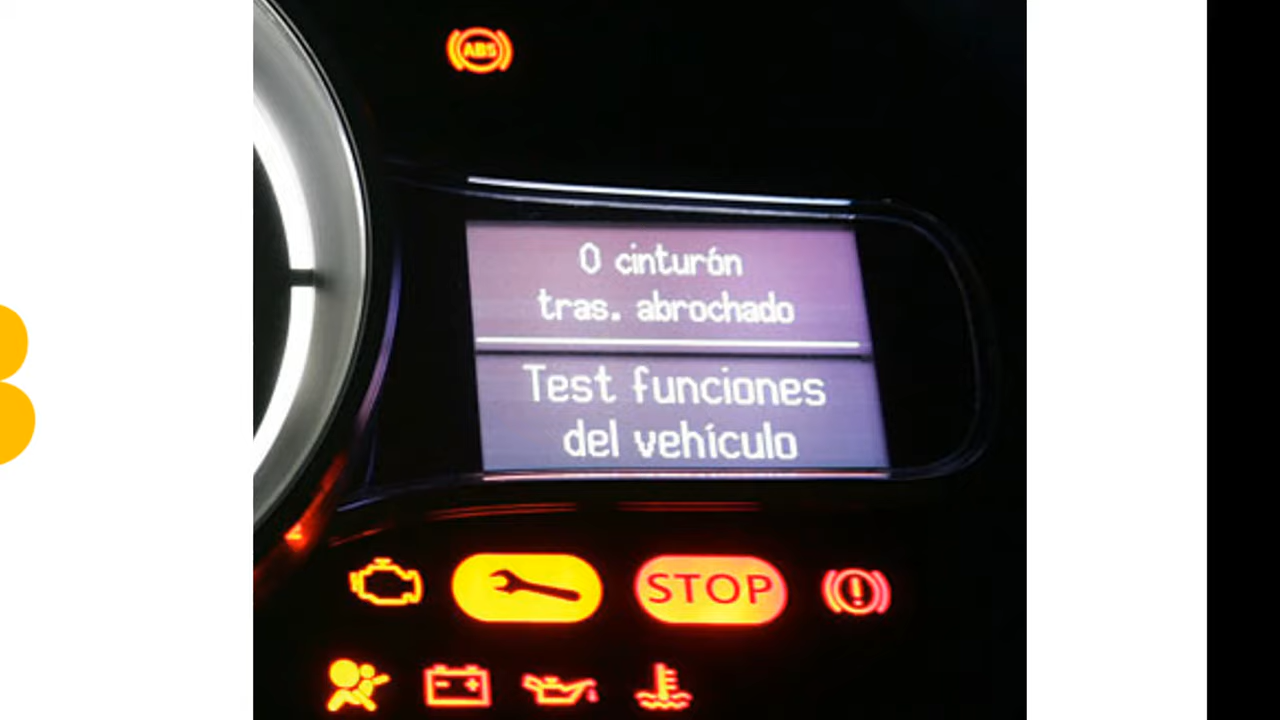 ABS
0 cinturón
tras. abrochado
Test funciones
del vehículo
STOP